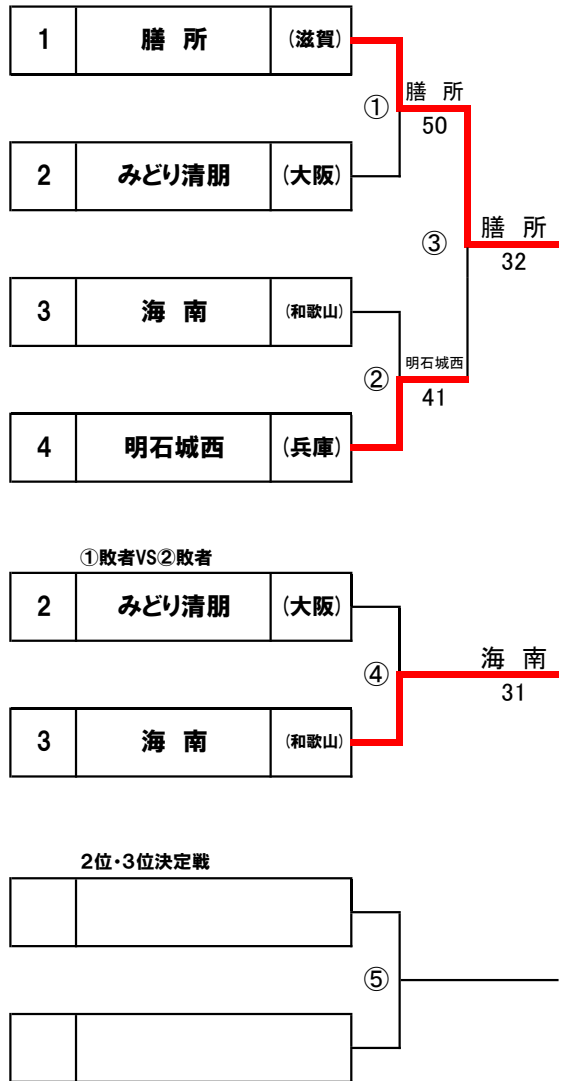 1 膳 所 (滋賀)
① 膳 所
50
2 みどり清朋 (大阪)
③ 膳 所
32
3 海 南 (和歌山)
② 明石城西
41
4 明石城西 (兵庫)
①敗者VS②敗者
2 みどり清朋 (大阪)
④ 海 南
31
3 海 南 (和歌山)
2位・3位決定戦
⑤